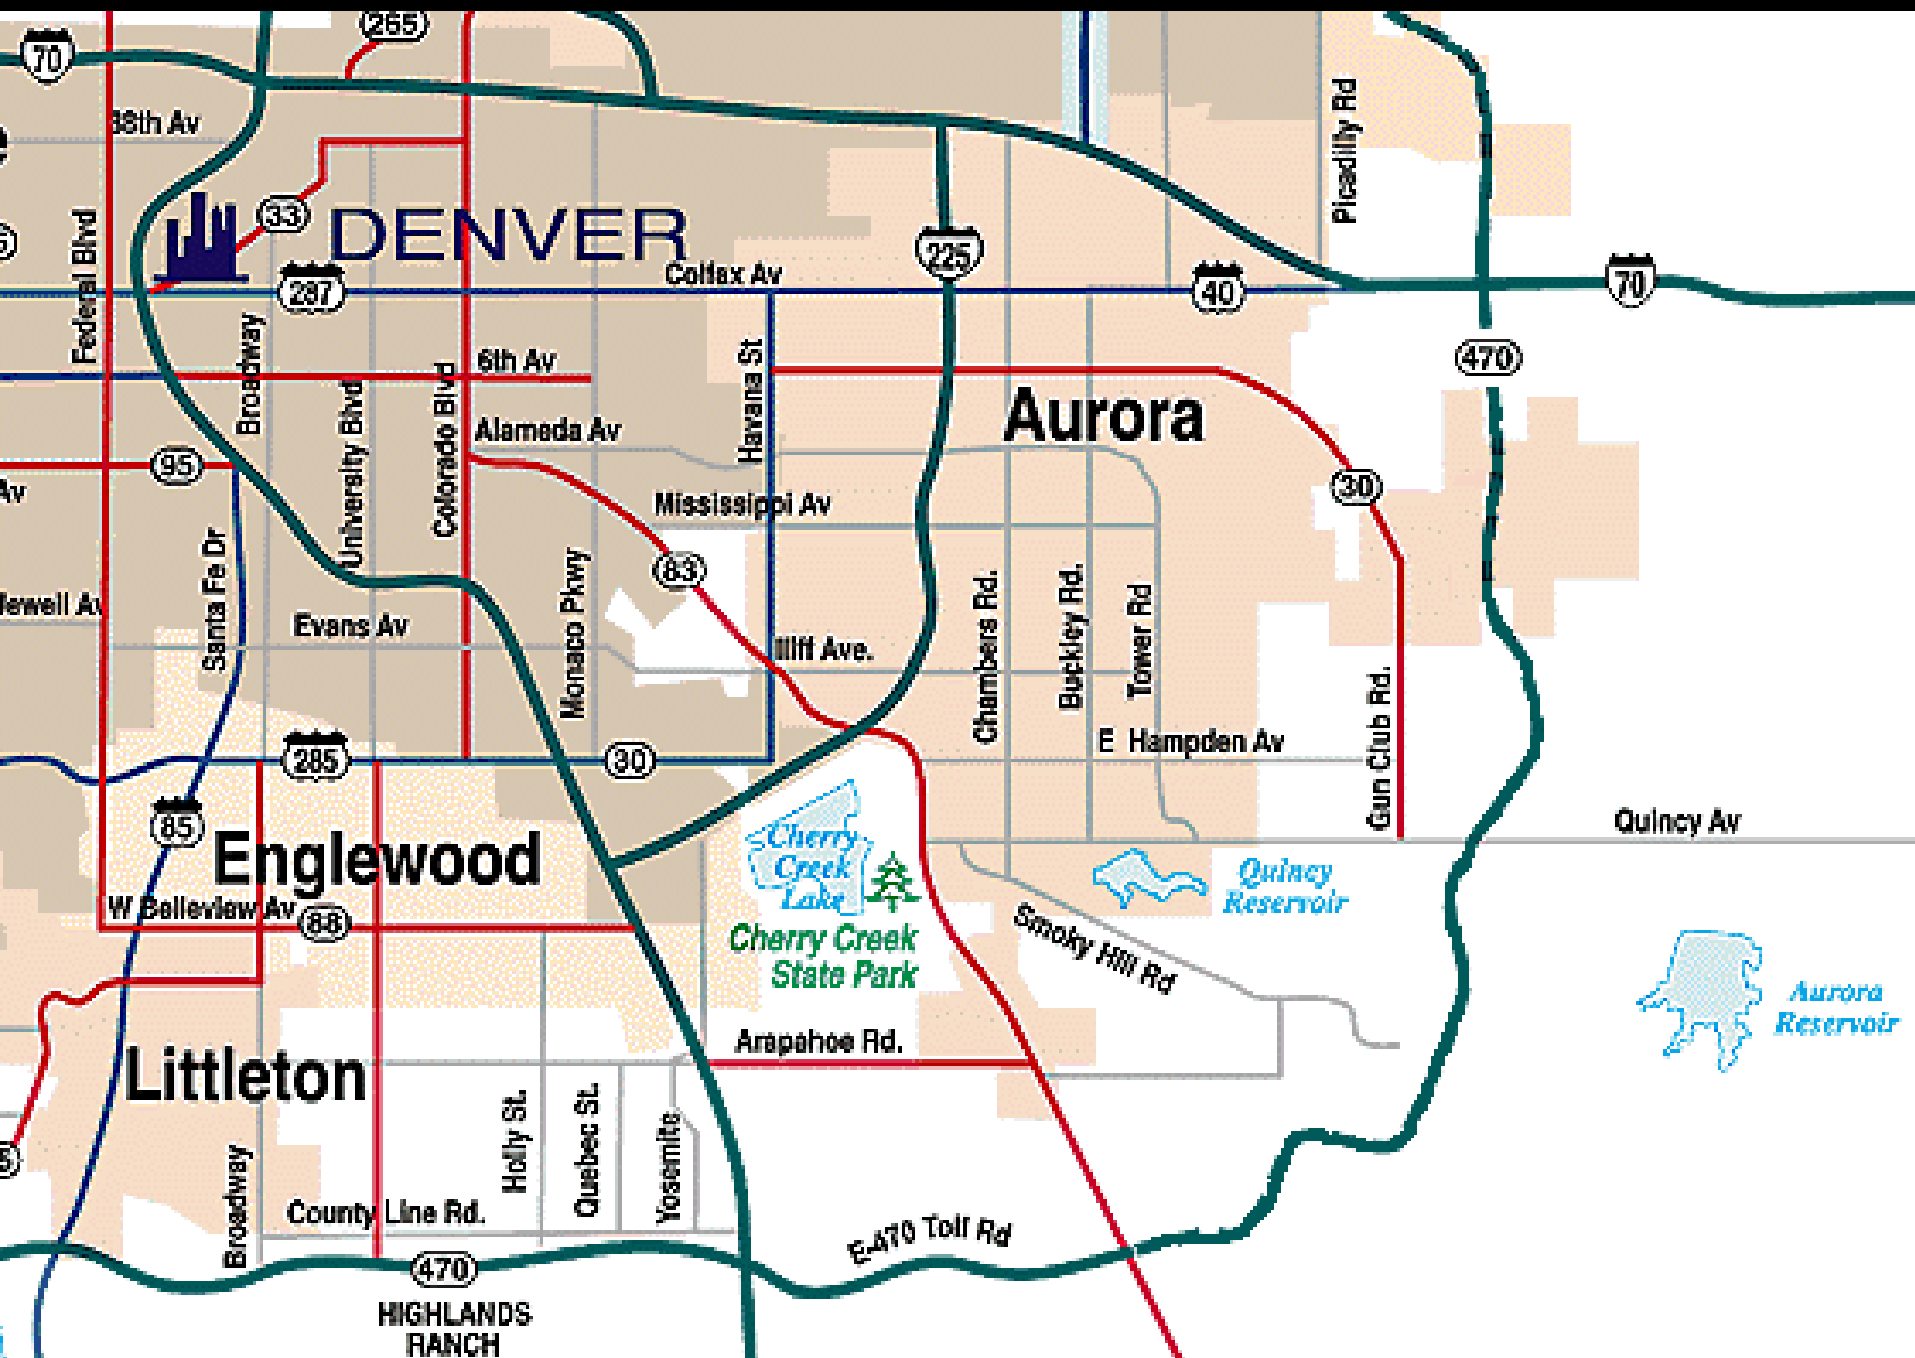 265
70
38th Av
Picadilly Rd
33
DENVER
225
Federal Blvd
Colfax Av
287
40
70
470
Broadway
6th Av
Havana St
University Blvd
Colorado Blvd
Alameda Av
Aurora
95
Av
30
Mississippi Av
Santa Fe Dr
83
Monaco Pkwy
Chambers Rd.
Buckley Rd.
Tower Rd
Evans Av
Iliff Ave.
Gun Club Rd.
E Hampden Av
285
30
85
Quincy Av
Englewood
Cherry
Creek
Lake
Quincy
Reservoir
W Belleview Av
88
Smoky Hill Rd
Cherry Creek
State Park
Aurora
Reservoir
Arapahoe Rd.
Littleton
Holly St.
Quebec St.
Yosemite
Broadway
County Line Rd.
E-470 Toll Rd
470
HIGHLANDS
RANCH